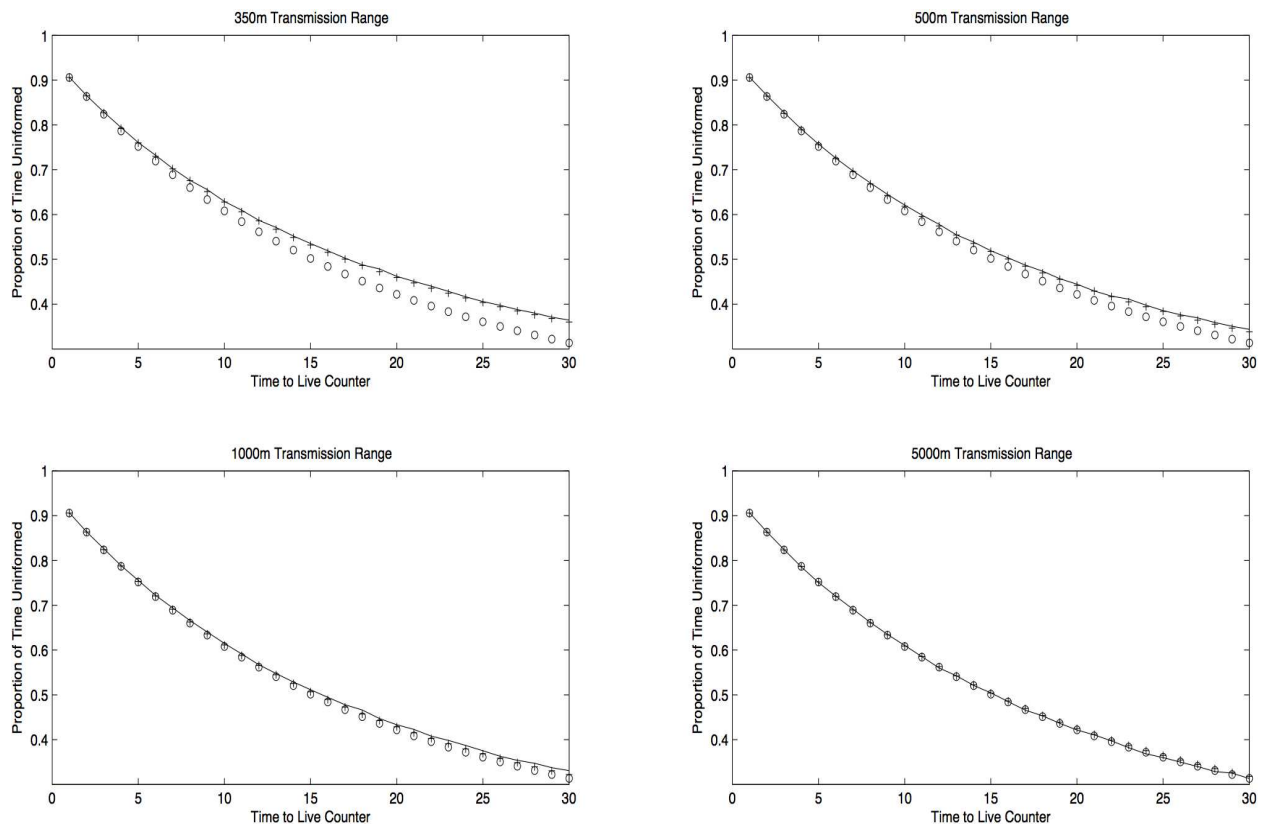 350m Transmission Range
1
0.9
0.8
0.7
0.6
0.5
0.4
Proportion of Time Uninformed
0 5 10 15 20 25 30
Time to Live Counter
500m Transmission Range
1
0.9
0.8
0.7
0.6
0.5
0.4
Proportion of Time Uninformed
0 5 10 15 20 25 30
Time to Live Counter
1000m Transmission Range
1
0.9
0.8
0.7
0.6
0.5
0.4
Proportion of Time Uninformed
0 5 10 15 20 25 30
Time to Live Counter
5000m Transmission Range
1
0.9
0.8
0.7
0.6
0.5
0.4
Proportion of Time Uninformed
0 5 10 15 20 25 30
Time to Live Counter